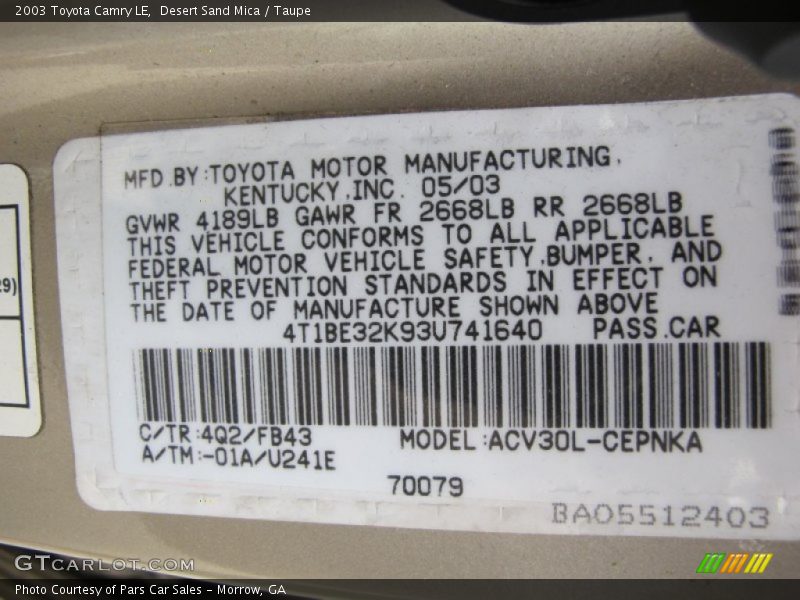 2003 Toyota Camry LE, Desert Sand Mica / Taupe
MFD.BY:TOYOTA MOTOR MANUFACTURING,
KENTUCKY,INC. 05/03
GVWR 4189LB GAWR FR 2668LB RR 2668LB
THIS VEHICLE CONFORMS TO ALL APPLICABLE
FEDERAL MOTOR VEHICLE SAFETY,BUMPER, AND
THEFT PREVENTION STANDARDS IN EFFECT ON
THE DATE OF MANUFACTURE SHOWN ABOVE
4T1BE32K93U741640 PASS.CAR
C/TR:4Q2/FB43 MODEL:ACV30L-CEPNKA
A/TM:-01A/U241E
70079
BA05512403
29)
GTCARLOT.COM
Photo Courtesy of Pars Car Sales - Morrow, GA